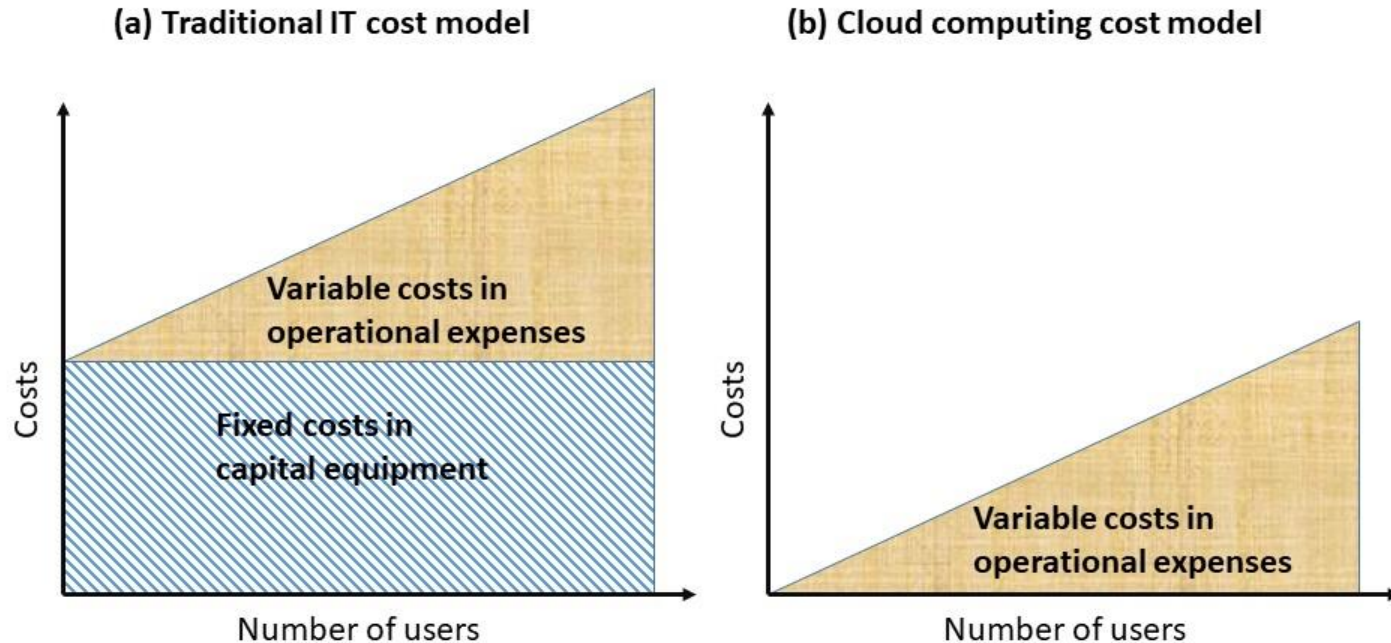 (a) Traditional IT cost model
Variable costs in
operational expenses
Fixed costs in
capital equipment
Costs
Number of users
(b) Cloud computing cost model
Variable costs in
operational expenses
Costs
Number of users